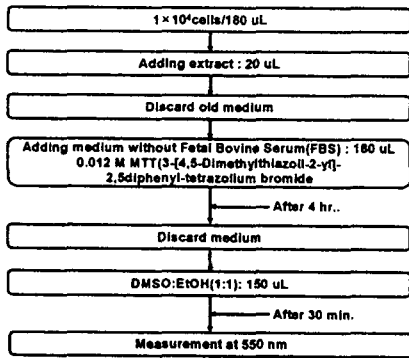 1×10⁴cells/180 uL
Adding extract : 20 uL
Discard old medium
Adding medium without Fetal Bovine Serum(FBS) : 180 uL
0.012 M MTT(3-[4,5-Dimethylthiazoll-2-yl]-
2,5diphenyl-tetrazolium bromide
After 4 hr..
Discard medium
DMSO:EtOH(1:1): 150 uL
After 30 min.
Measurement at 550 nm